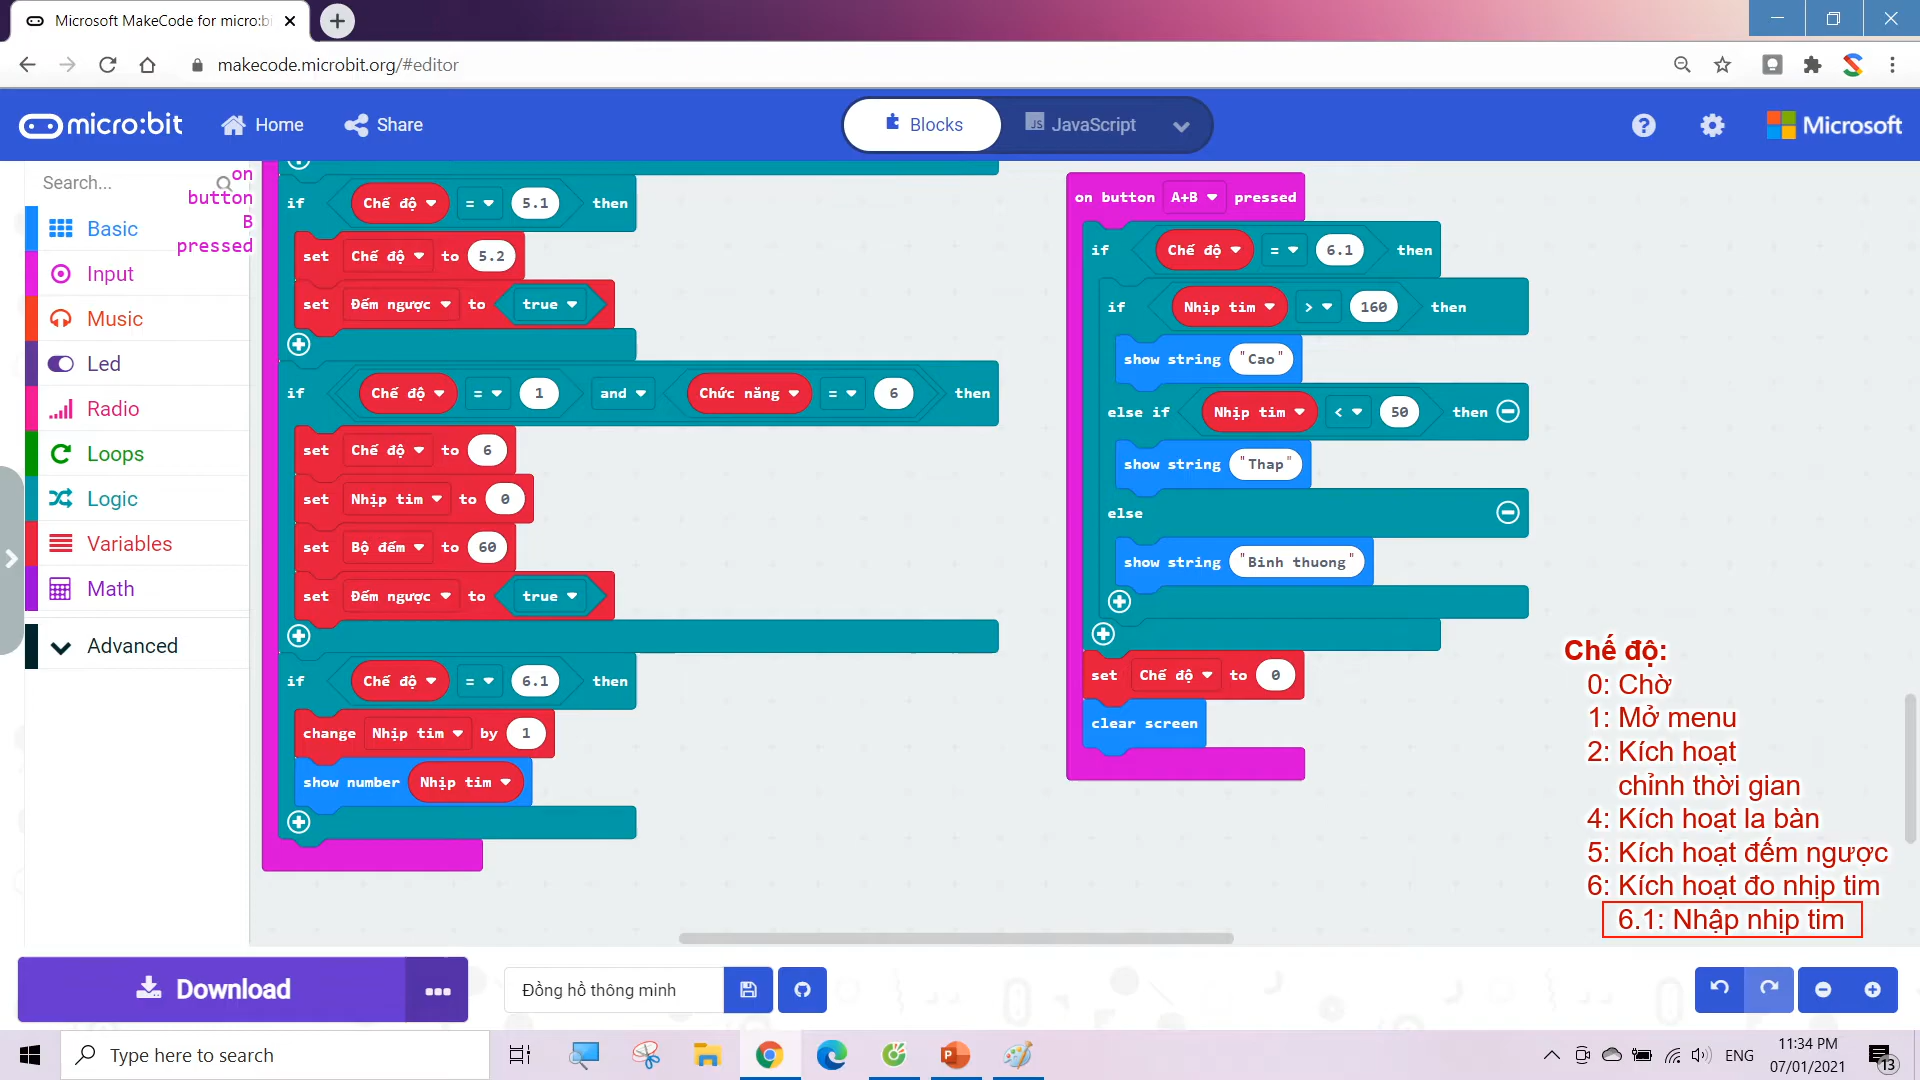 Microsoft MakeCode for micro:bi
makecode.microbit.org/#editor
micro:bit
Home
Share
Blocks
JS JavaScript
Microsoft
Search...
on
button
B
pressed
Basic
Input
Music
Led
Radio
Loops
Logic
Variables
Math
Advanced
if Chế độ = 5.1 then
set Chế độ to 5.2
set Đếm ngược to true
if Chế độ = 1 and Chức năng = 6 then
set Chế độ to 6
set Nhịp tim to 0
set Bộ đếm to 60
set Đếm ngược to true
if Chế độ = 6.1 then
change Nhịp tim by 1
show number Nhịp tim
on button A+B pressed
if Chế độ = 6.1 then
if Nhịp tim > 160 then
show string "Cao"
else if Nhịp tim < 50 then
show string "Thap"
else
show string "Binh thuong"
set Chế độ to 0
clear screen
Chế độ:
0: Chờ
1: Mở menu
2: Kích hoạt
chỉnh thời gian
4: Kích hoạt la bàn
5: Kích hoạt đếm ngược
6: Kích hoạt đo nhịp tim
6.1: Nhập nhịp tim
Download
Đồng hồ thông minh
Type here to search
ENG
11:34 PM
07/01/2021
13